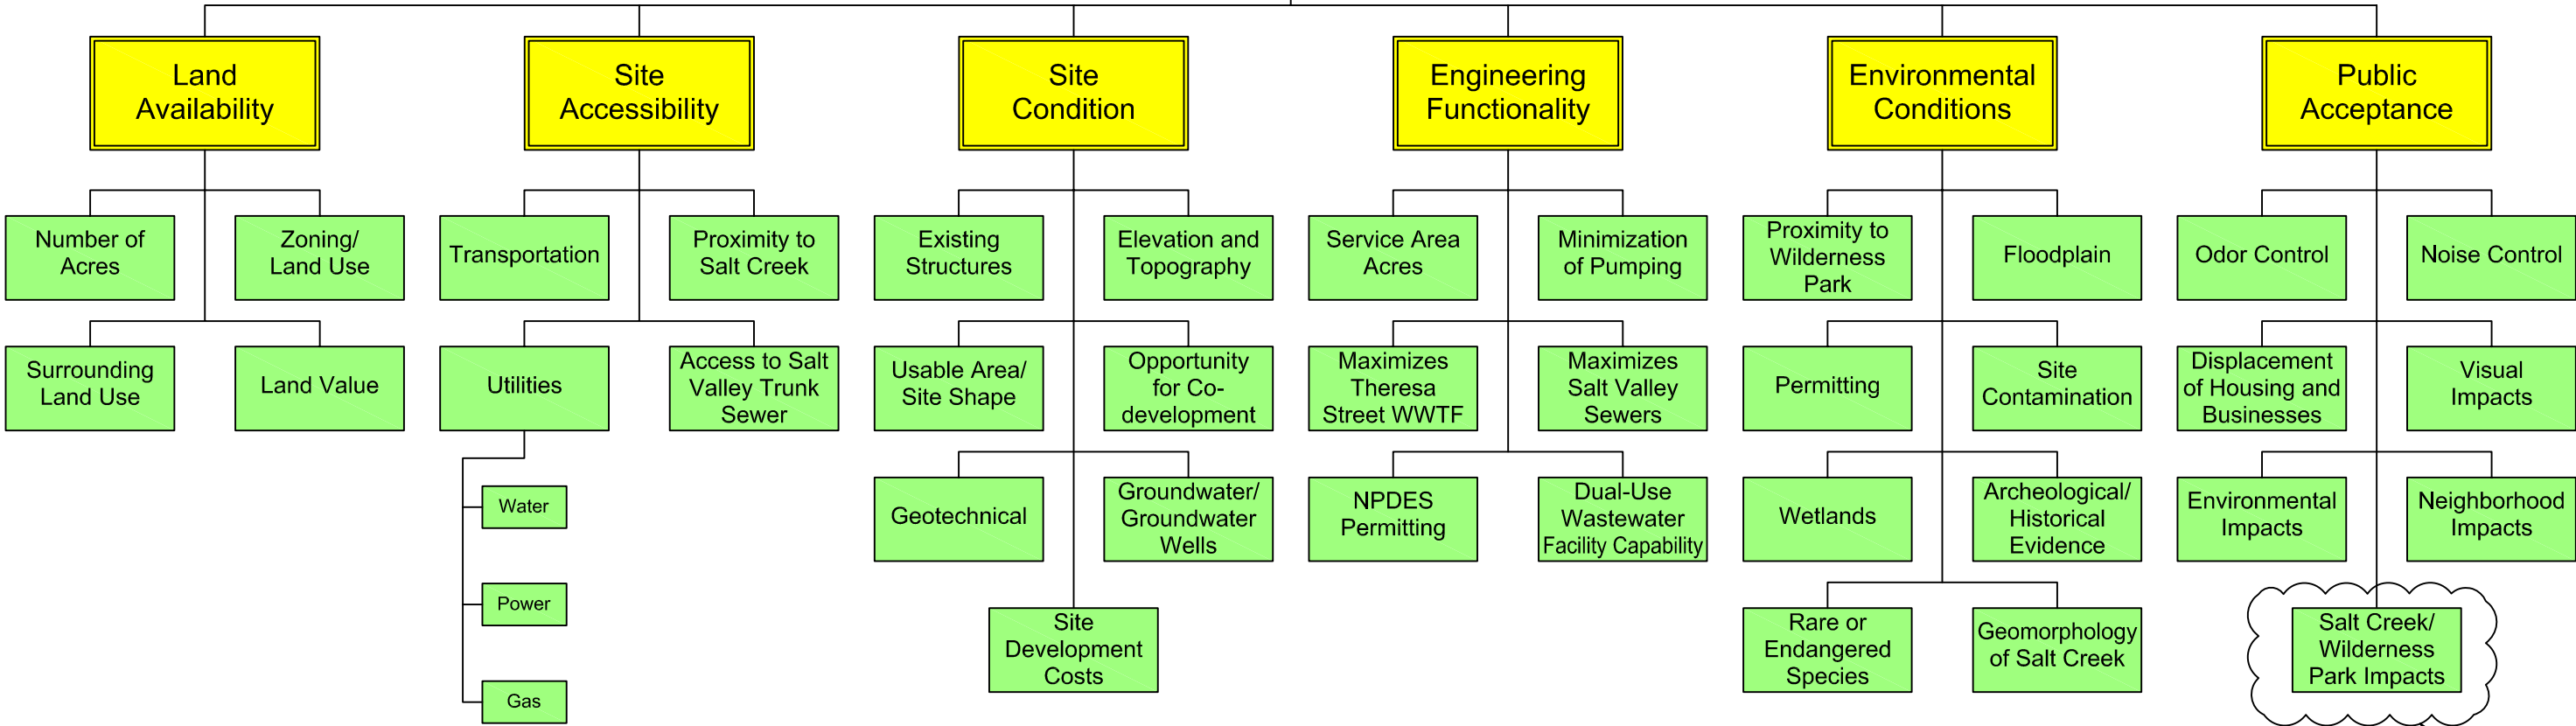 Land
Availability
Site
Accessibility
Site
Condition
Engineering
Functionality
Environmental
Conditions
Public
Acceptance
Number of
Acres
Zoning/
Land Use
Transportation
Proximity to
Salt Creek
Existing
Structures
Elevation and
Topography
Service Area
Acres
Minimization
of Pumping
Proximity to
Wilderness
Park
Floodplain
Odor Control
Noise Control
Surrounding
Land Use
Land Value
Utilities
Access to Salt
Valley Trunk
Sewer
Usable Area/
Site Shape
Opportunity
for Co-
development
Maximizes
Theresa
Street WWTF
Maximizes
Salt Valley
Sewers
Permitting
Site
Contamination
Displacement
of Housing and
Businesses
Visual
Impacts
Water
Geotechnical
Groundwater/
Groundwater
Wells
NPDES
Permitting
Dual-Use
Wastewater
Facility Capability
Wetlands
Archeological/
Historical
Evidence
Environmental
Impacts
Neighborhood
Impacts
Power
Site
Development
Costs
Rare or
Endangered
Species
Geomorphology
of Salt Creek
Salt Creek/
Wilderness
Park Impacts
Gas